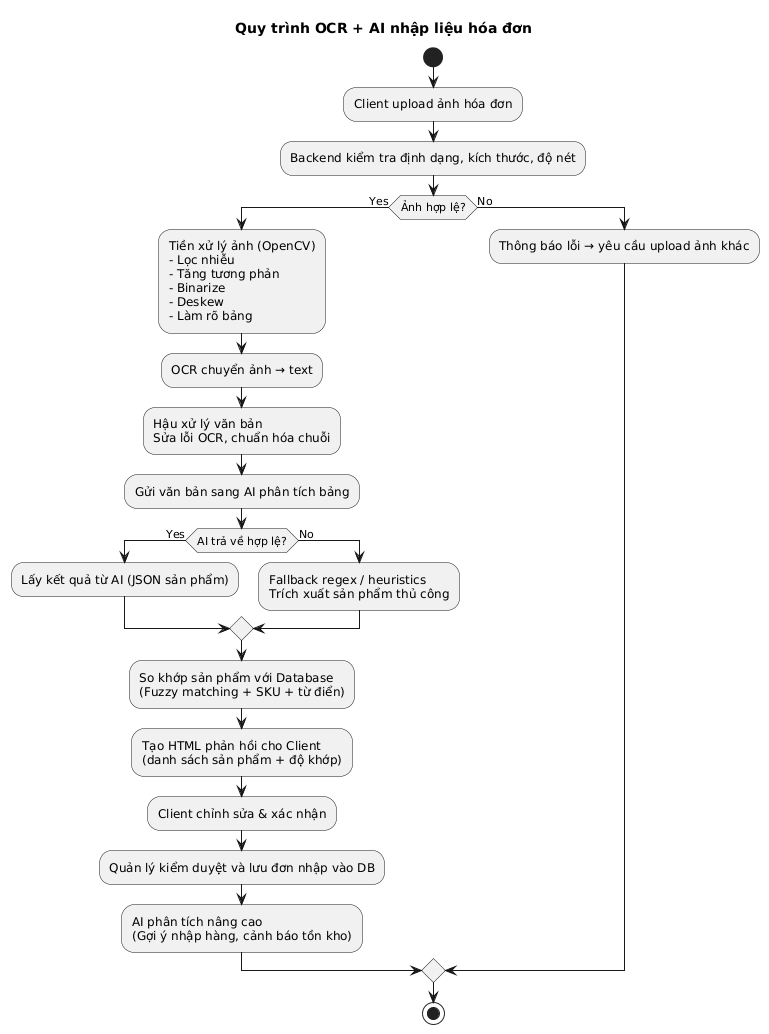 Quy trình OCR + AI nhập liệu hóa đơn
Client upload ảnh hóa đơn
Backend kiểm tra định dạng, kích thước, độ nét
Ảnh hợp lệ?
Yes
No
Tiền xử lý ảnh (OpenCV)
- Lọc nhiễu
- Tăng tương phản
- Binarize
- Deskew
- Làm rõ bảng
Thông báo lỗi → yêu cầu upload ảnh khác
OCR chuyển ảnh → text
Hậu xử lý văn bản
Sửa lỗi OCR, chuẩn hóa chuỗi
Gửi văn bản sang AI phân tích bảng
AI trả về hợp lệ?
Yes
No
Lấy kết quả từ AI (JSON sản phẩm)
Fallback regex / heuristics
Trích xuất sản phẩm thủ công
So khớp sản phẩm với Database
(Fuzzy matching + SKU + từ điển)
Tạo HTML phản hồi cho Client
(danh sách sản phẩm + độ khớp)
Client chỉnh sửa & xác nhận
Quản lý kiểm duyệt và lưu đơn nhập vào DB
AI phân tích nâng cao
(Gợi ý nhập hàng, cảnh báo tồn kho)